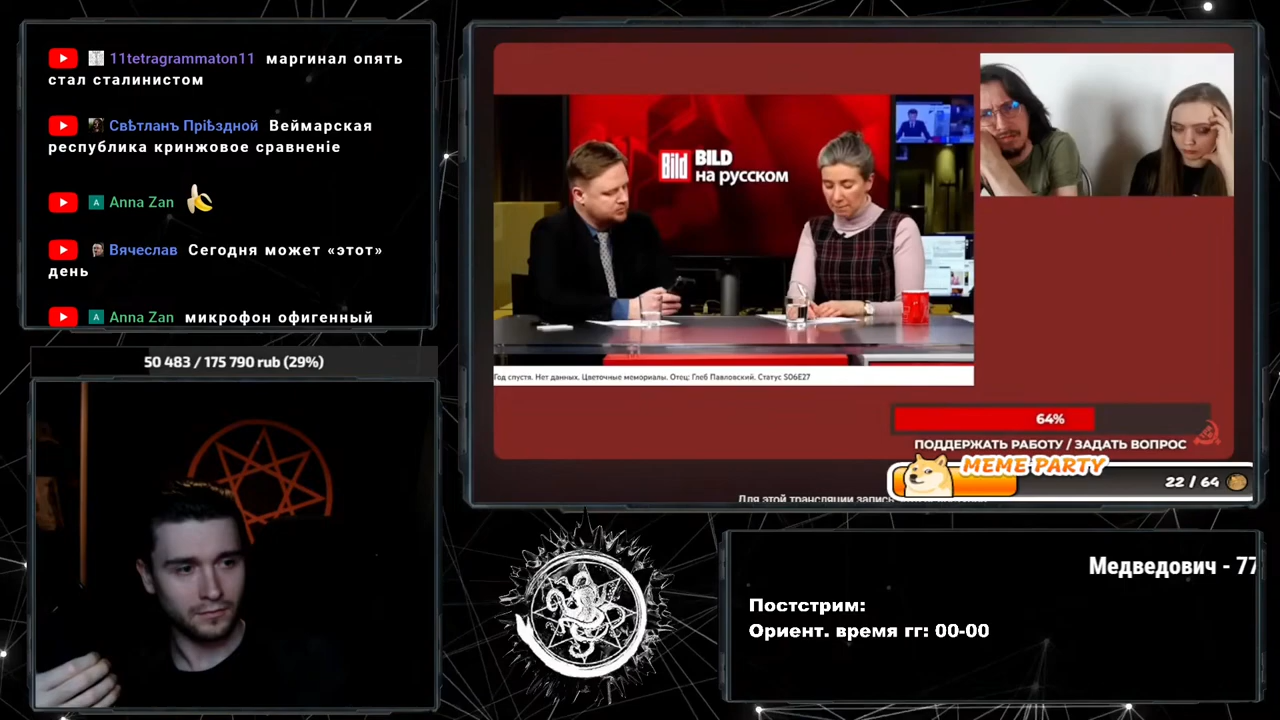 11tetragrammaton11 маргинал опять
стал сталинистом
Свѣтланъ Пріѣздной Веймарская
республика кринжовое сравненіе
A Anna Zan
Вячеслав Сегодня может «этот»
день
A Anna Zan микрофон офигенный
50 483 / 175 790 rub (29%)
Bild BILD
на русском
Год спустя. Нет данных. Цветочные мемориалы. Отец: Глеб Павловский. Статус S06E27
64%
ПОДДЕРЖАТЬ РАБОТУ / ЗАДАТЬ ВОПРОС
MEME PARTY
22 / 64
Для этой трансляции запись
Медведович - 77
Постстрим:
Ориент. время гг: 00-00